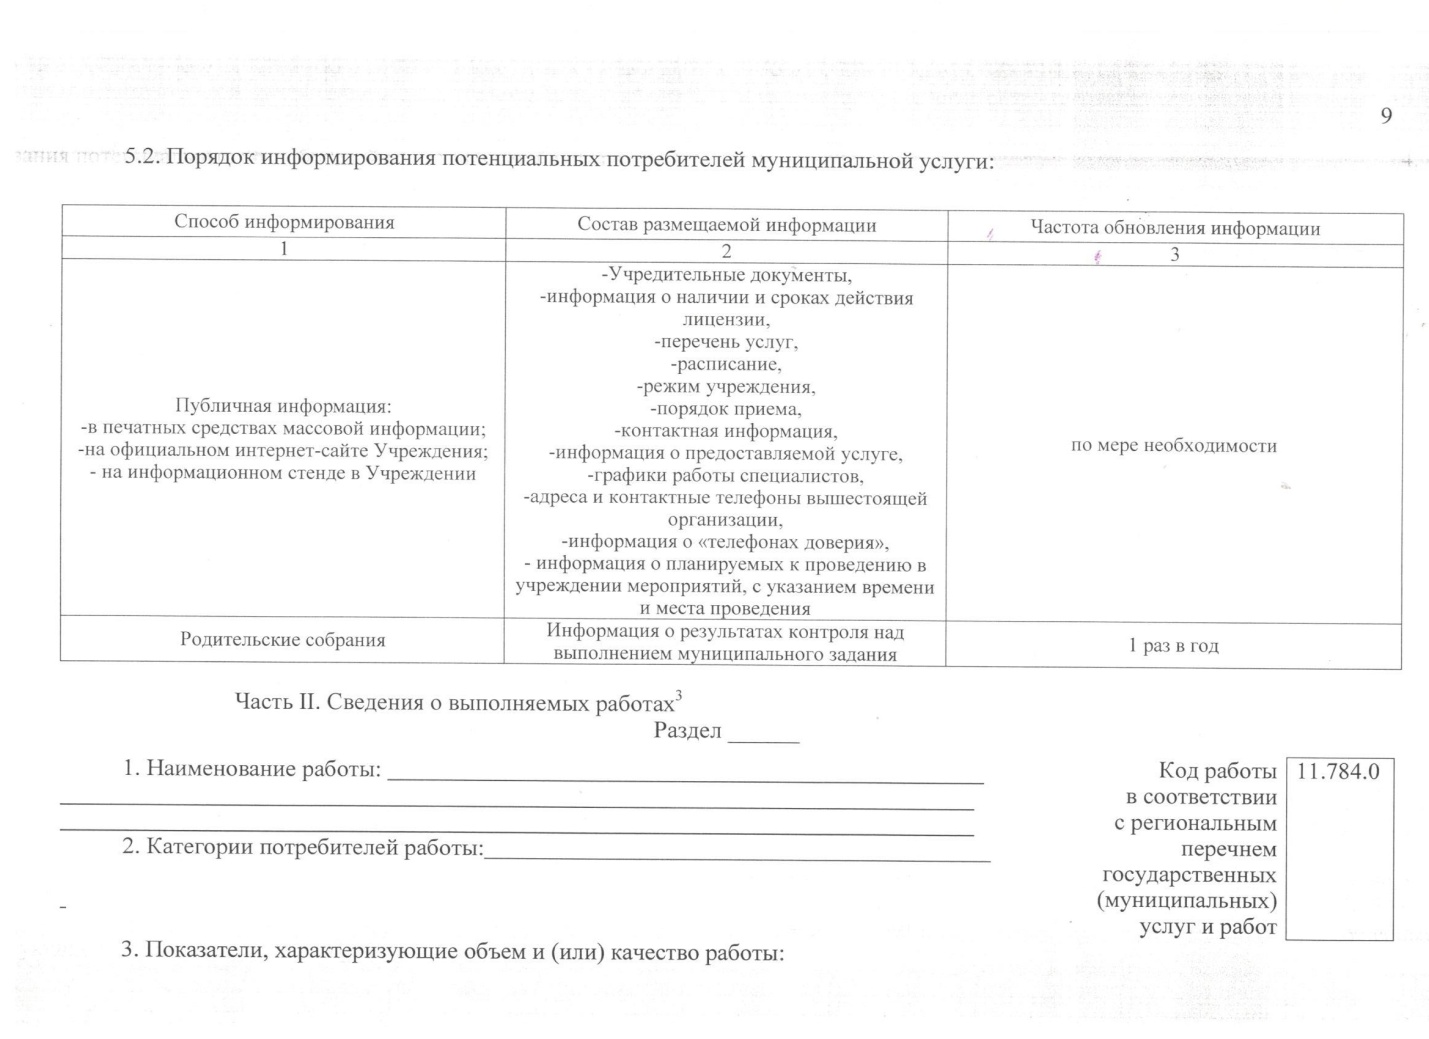 9
5.2. Порядок информирования потенциальных потребителей муниципальной услуги:
Способ информирования
Состав размещаемой информации
Частота обновления информации
1
2
3
Публичная информация:
-в печатных средствах массовой информации;
-на официальном интернет-сайте Учреждения;
- на информационном стенде в Учреждении
-Учредительные документы,
-информация о наличии и сроках действия
лицензии,
-перечень услуг,
-расписание,
-режим учреждения,
-порядок приема,
-контактная информация,
-информация о предоставляемой услуге,
-графики работы специалистов,
-адреса и контактные телефоны вышестоящей
организации,
-информация о «телефонах доверия»,
- информация о планируемых к проведению в
учреждении мероприятий, с указанием времени
и места проведения
по мере необходимости
Родительские собрания
Информация о результатах контроля над
выполнением муниципального задания
1 раз в год
Часть II. Сведения о выполняемых работах³
Раздел ______
1. Наименование работы:
2. Категории потребителей работы:
-
Код работы
в соответствии
с региональным
перечнем
государственных
(муниципальных)
услуг и работ
11.784.0
3. Показатели, характеризующие объем и (или) качество работы: